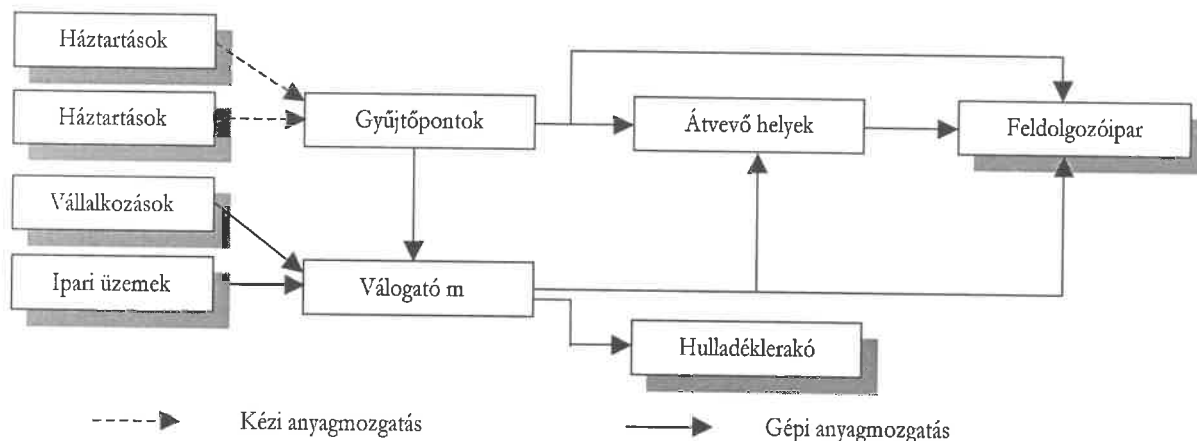 Háztartások
Háztartások
Gyűjtőpontok
Átvevő helyek
Feldolgozóipar
Vállalkozások
Ipari üzemek
Válogató m
Hulladéklerakó
Kézi anyagmozgatás
Gépi anyagmozgatás